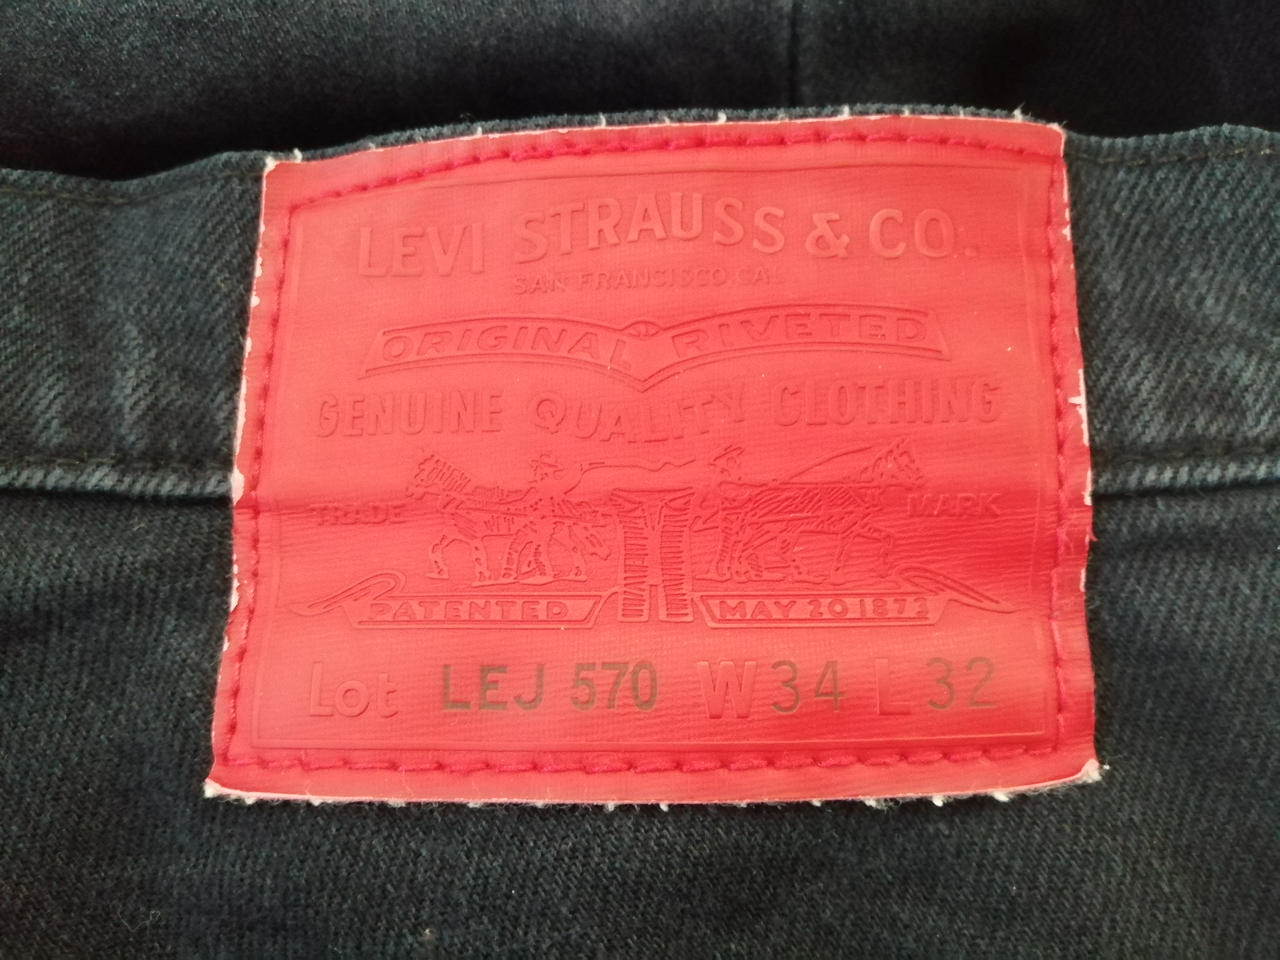 LEVI STRAUSS & CO.
SAN FRANCISCO, CAL
ORIGINAL RIVETED
GENUINE QUALITY CLOTHING
TRADE MARK
PATENTED MAY 20 1873
Lot LEJ 570 W34 L32